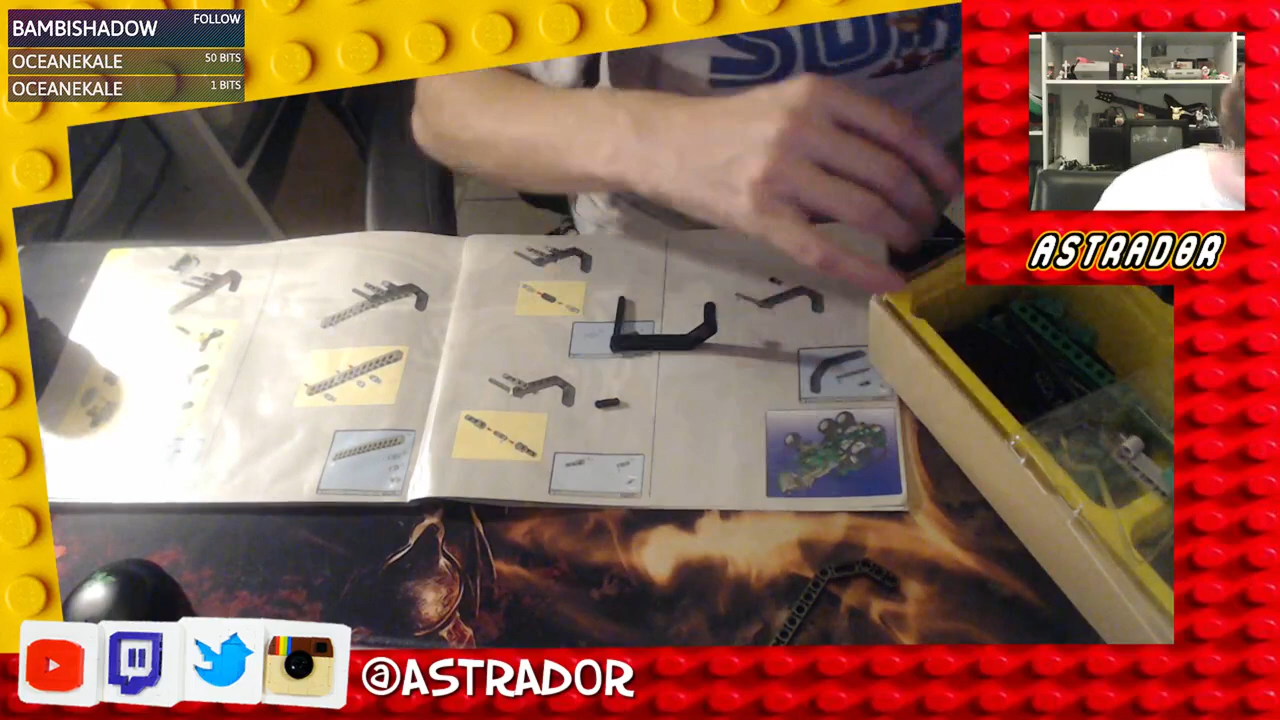 BAMBISHADOW FOLLOW
OCEANEKALE 50 BITS
OCEANEKALE 1 BITS
ASTRADOR
@ASTRADOR